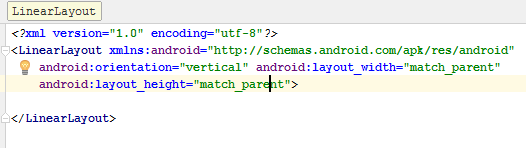 LinearLayout
<?xml version="1.0" encoding="utf-8"?>
<LinearLayout xmlns:android="http://schemas.android.com/apk/res/android"
android:orientation="vertical" android:layout_width="match_parent"
android:layout_height="match_parent">
</LinearLayout>